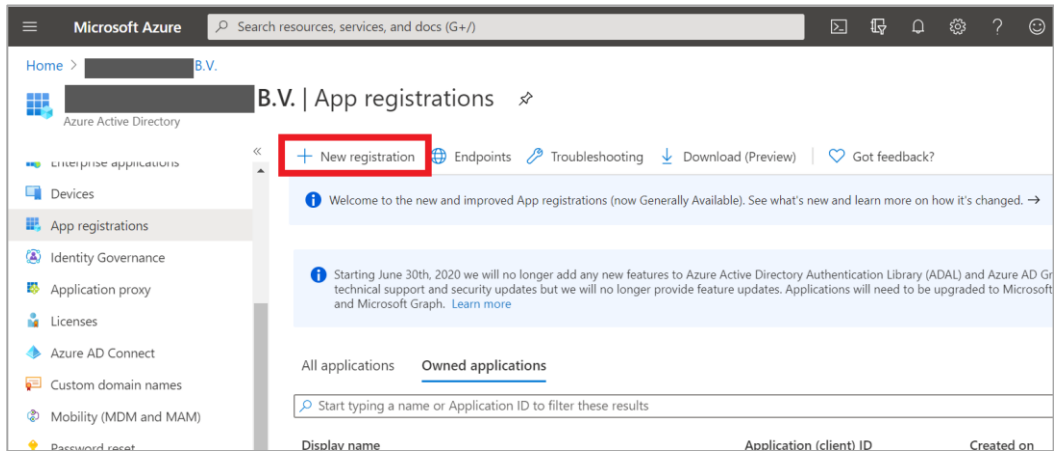 Microsoft Azure
Search resources, services, and docs (G+/)
Home > B.V.
B.V. | App registrations
Azure Active Directory
Enterprise applications
Devices
App registrations
Identity Governance
Application proxy
Licenses
Azure AD Connect
Custom domain names
Mobility (MDM and MAM)
Password reset
New registration Endpoints Troubleshooting Download (Preview) Got feedback?
Welcome to the new and improved App registrations (now Generally Available). See what's new and learn more on how it's changed. →
Starting June 30th, 2020 we will no longer add any new features to Azure Active Directory Authentication Library (ADAL) and Azure AD Gr
technical support and security updates but we will no longer provide feature updates. Applications will need to be upgraded to Microsoft
and Microsoft Graph. Learn more
All applications Owned applications
Start typing a name or Application ID to filter these results
Display name Application (client) ID Created on